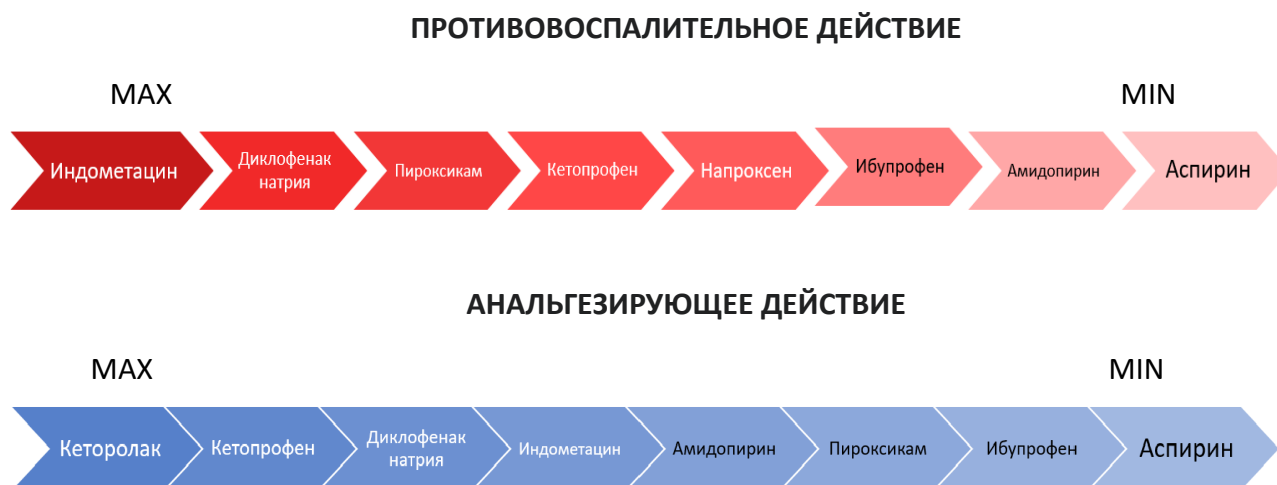 ПРОТИВОВОСПАЛИТЕЛЬНОЕ ДЕЙСТВИЕ
MAX
MIN
Индометацин
Диклофенак
натрия
Пироксикам
Кетопрофен
Напроксен
Ибупрофен
Амидопирин
Аспирин
АНАЛЬГЕЗИРУЮЩЕЕ ДЕЙСТВИЕ
MAX
MIN
Кеторолак
Кетопрофен
Диклофенак
натрия
Индометацин
Амидопирин
Пироксикам
Ибупрофен
Аспирин